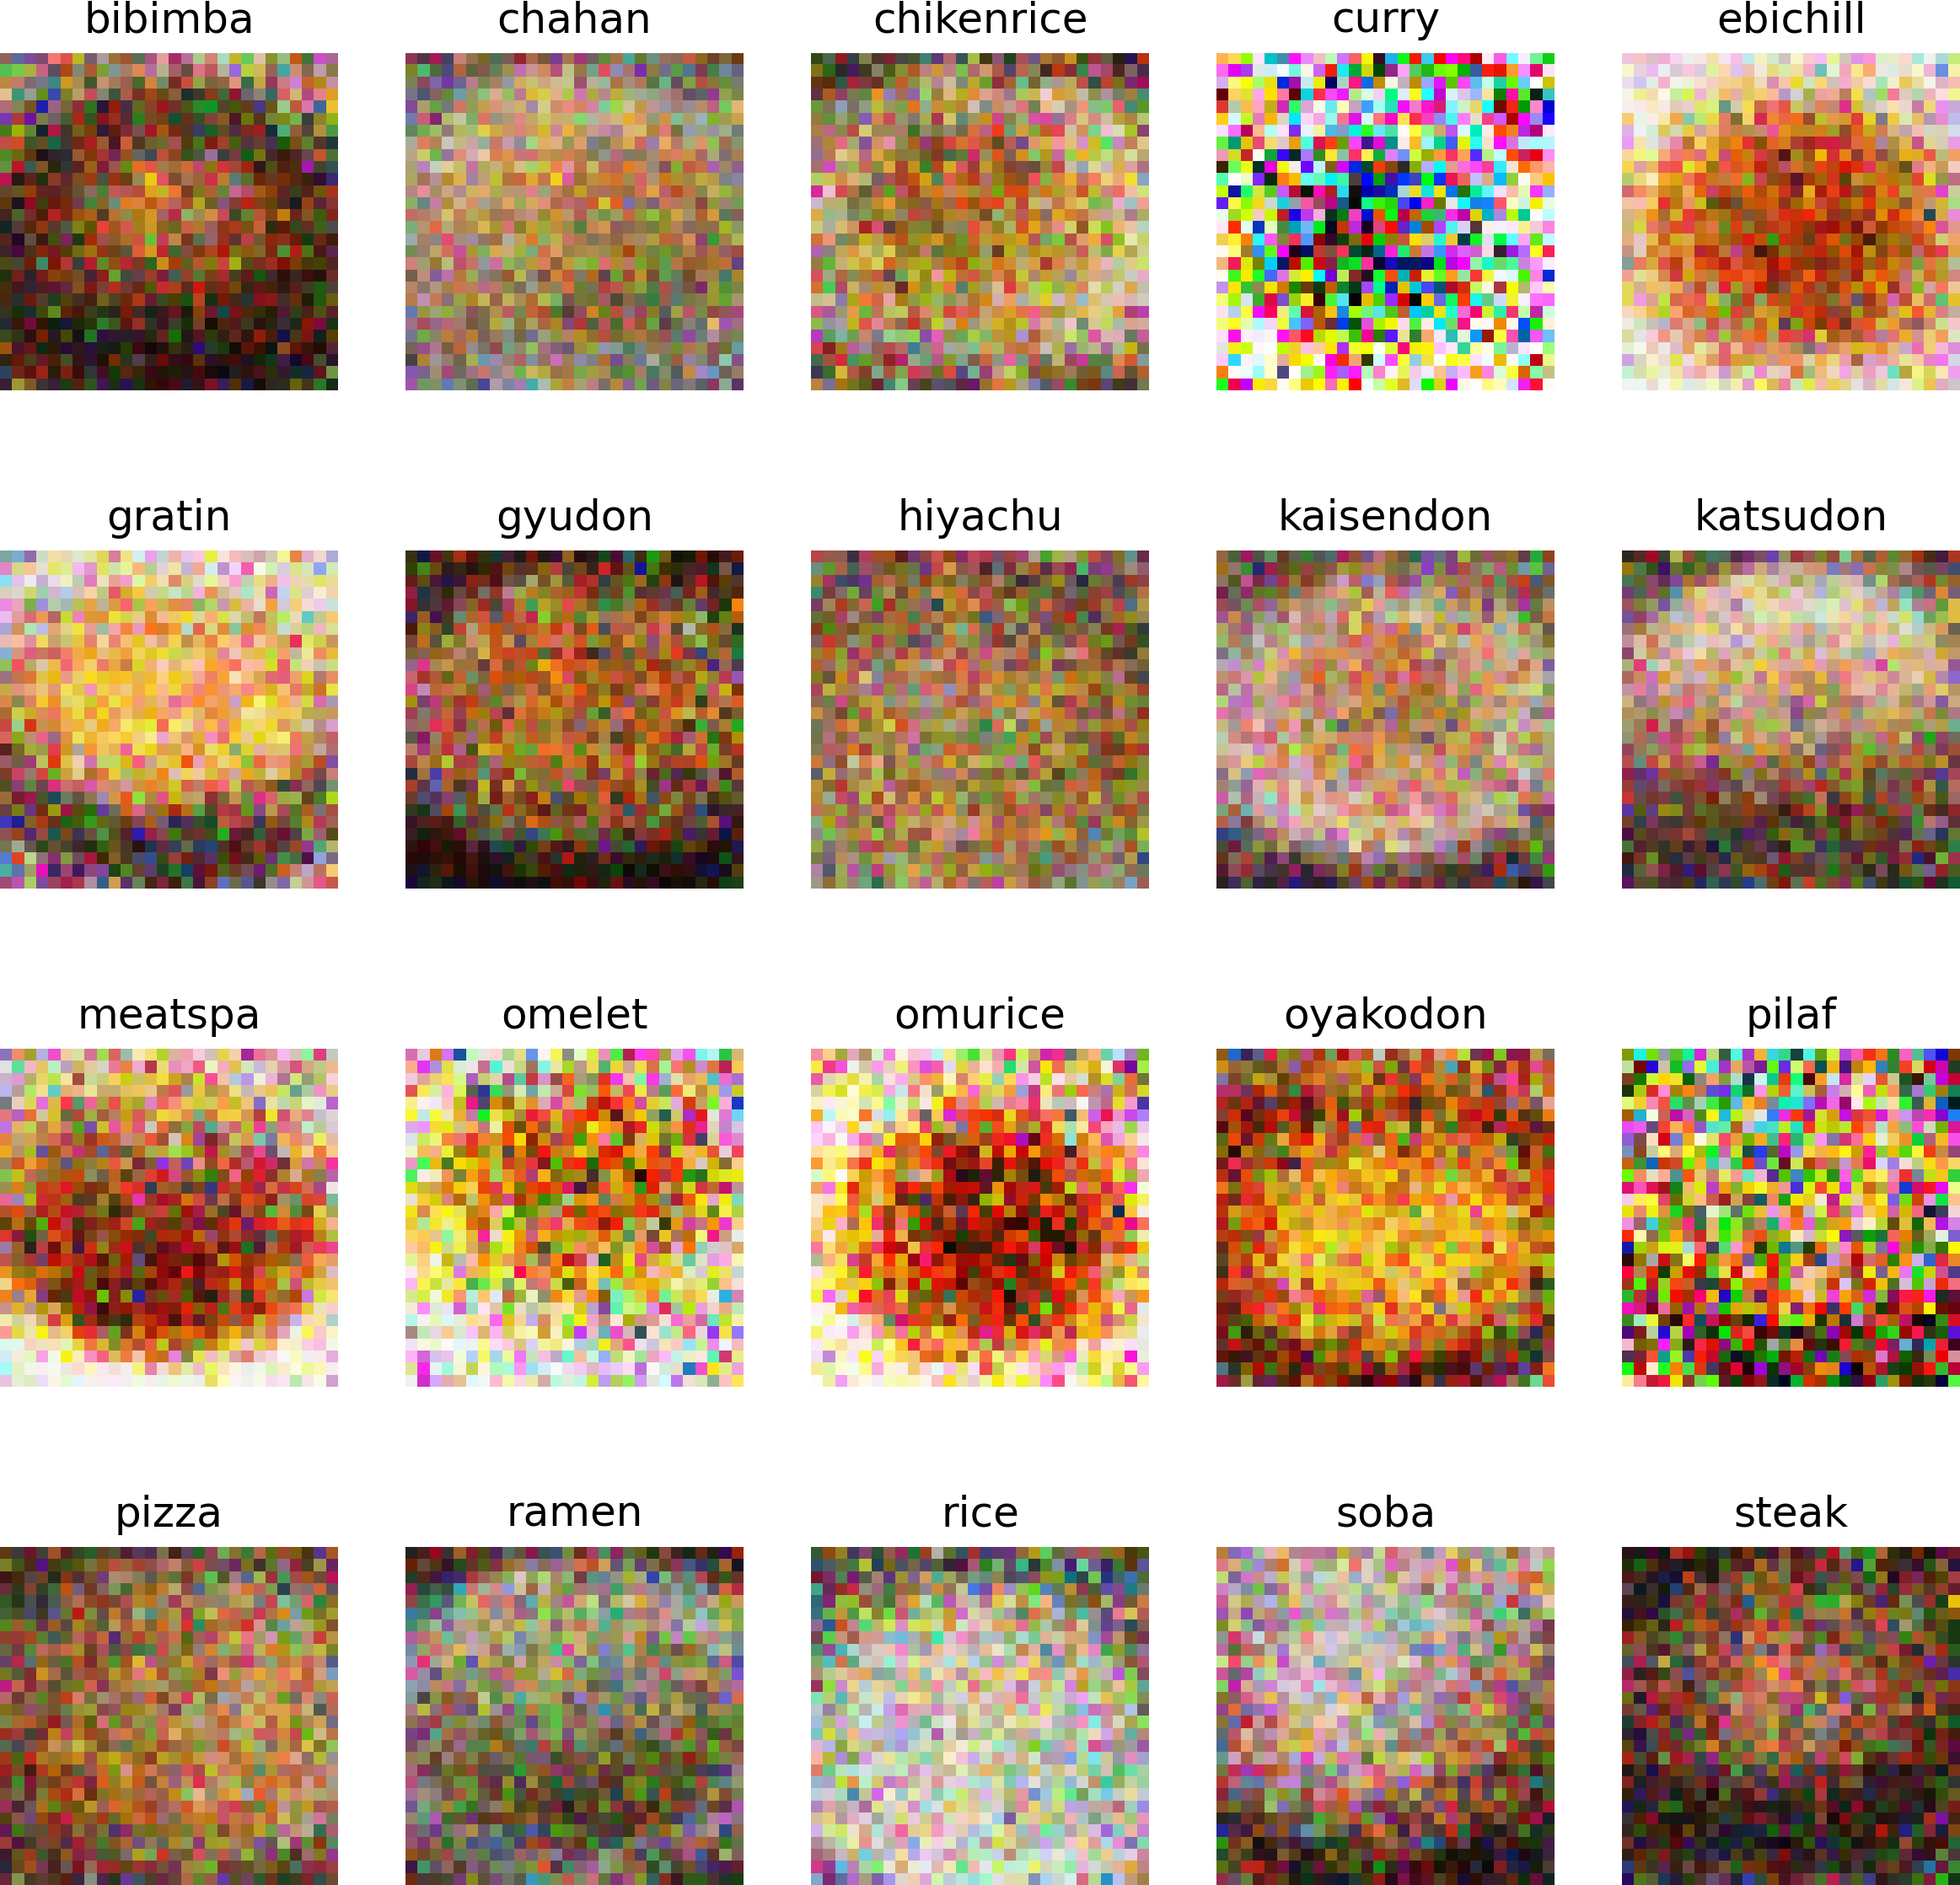 bibimba chahan chikenrice curry ebichill
gratin gyudon hiyachu kaisendon katsudon
meatspa omelet omurice oyakodon pilaf
pizza ramen rice soba steak